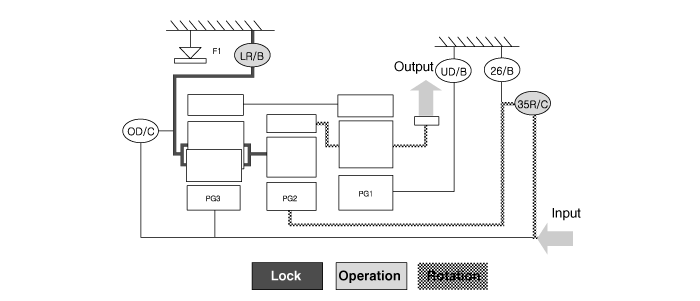 F1
LR/B
Output
UD/B
26/B
35R/C
OD/C
PG3
PG2
PG1
Input
Lock
Operation
Rotation